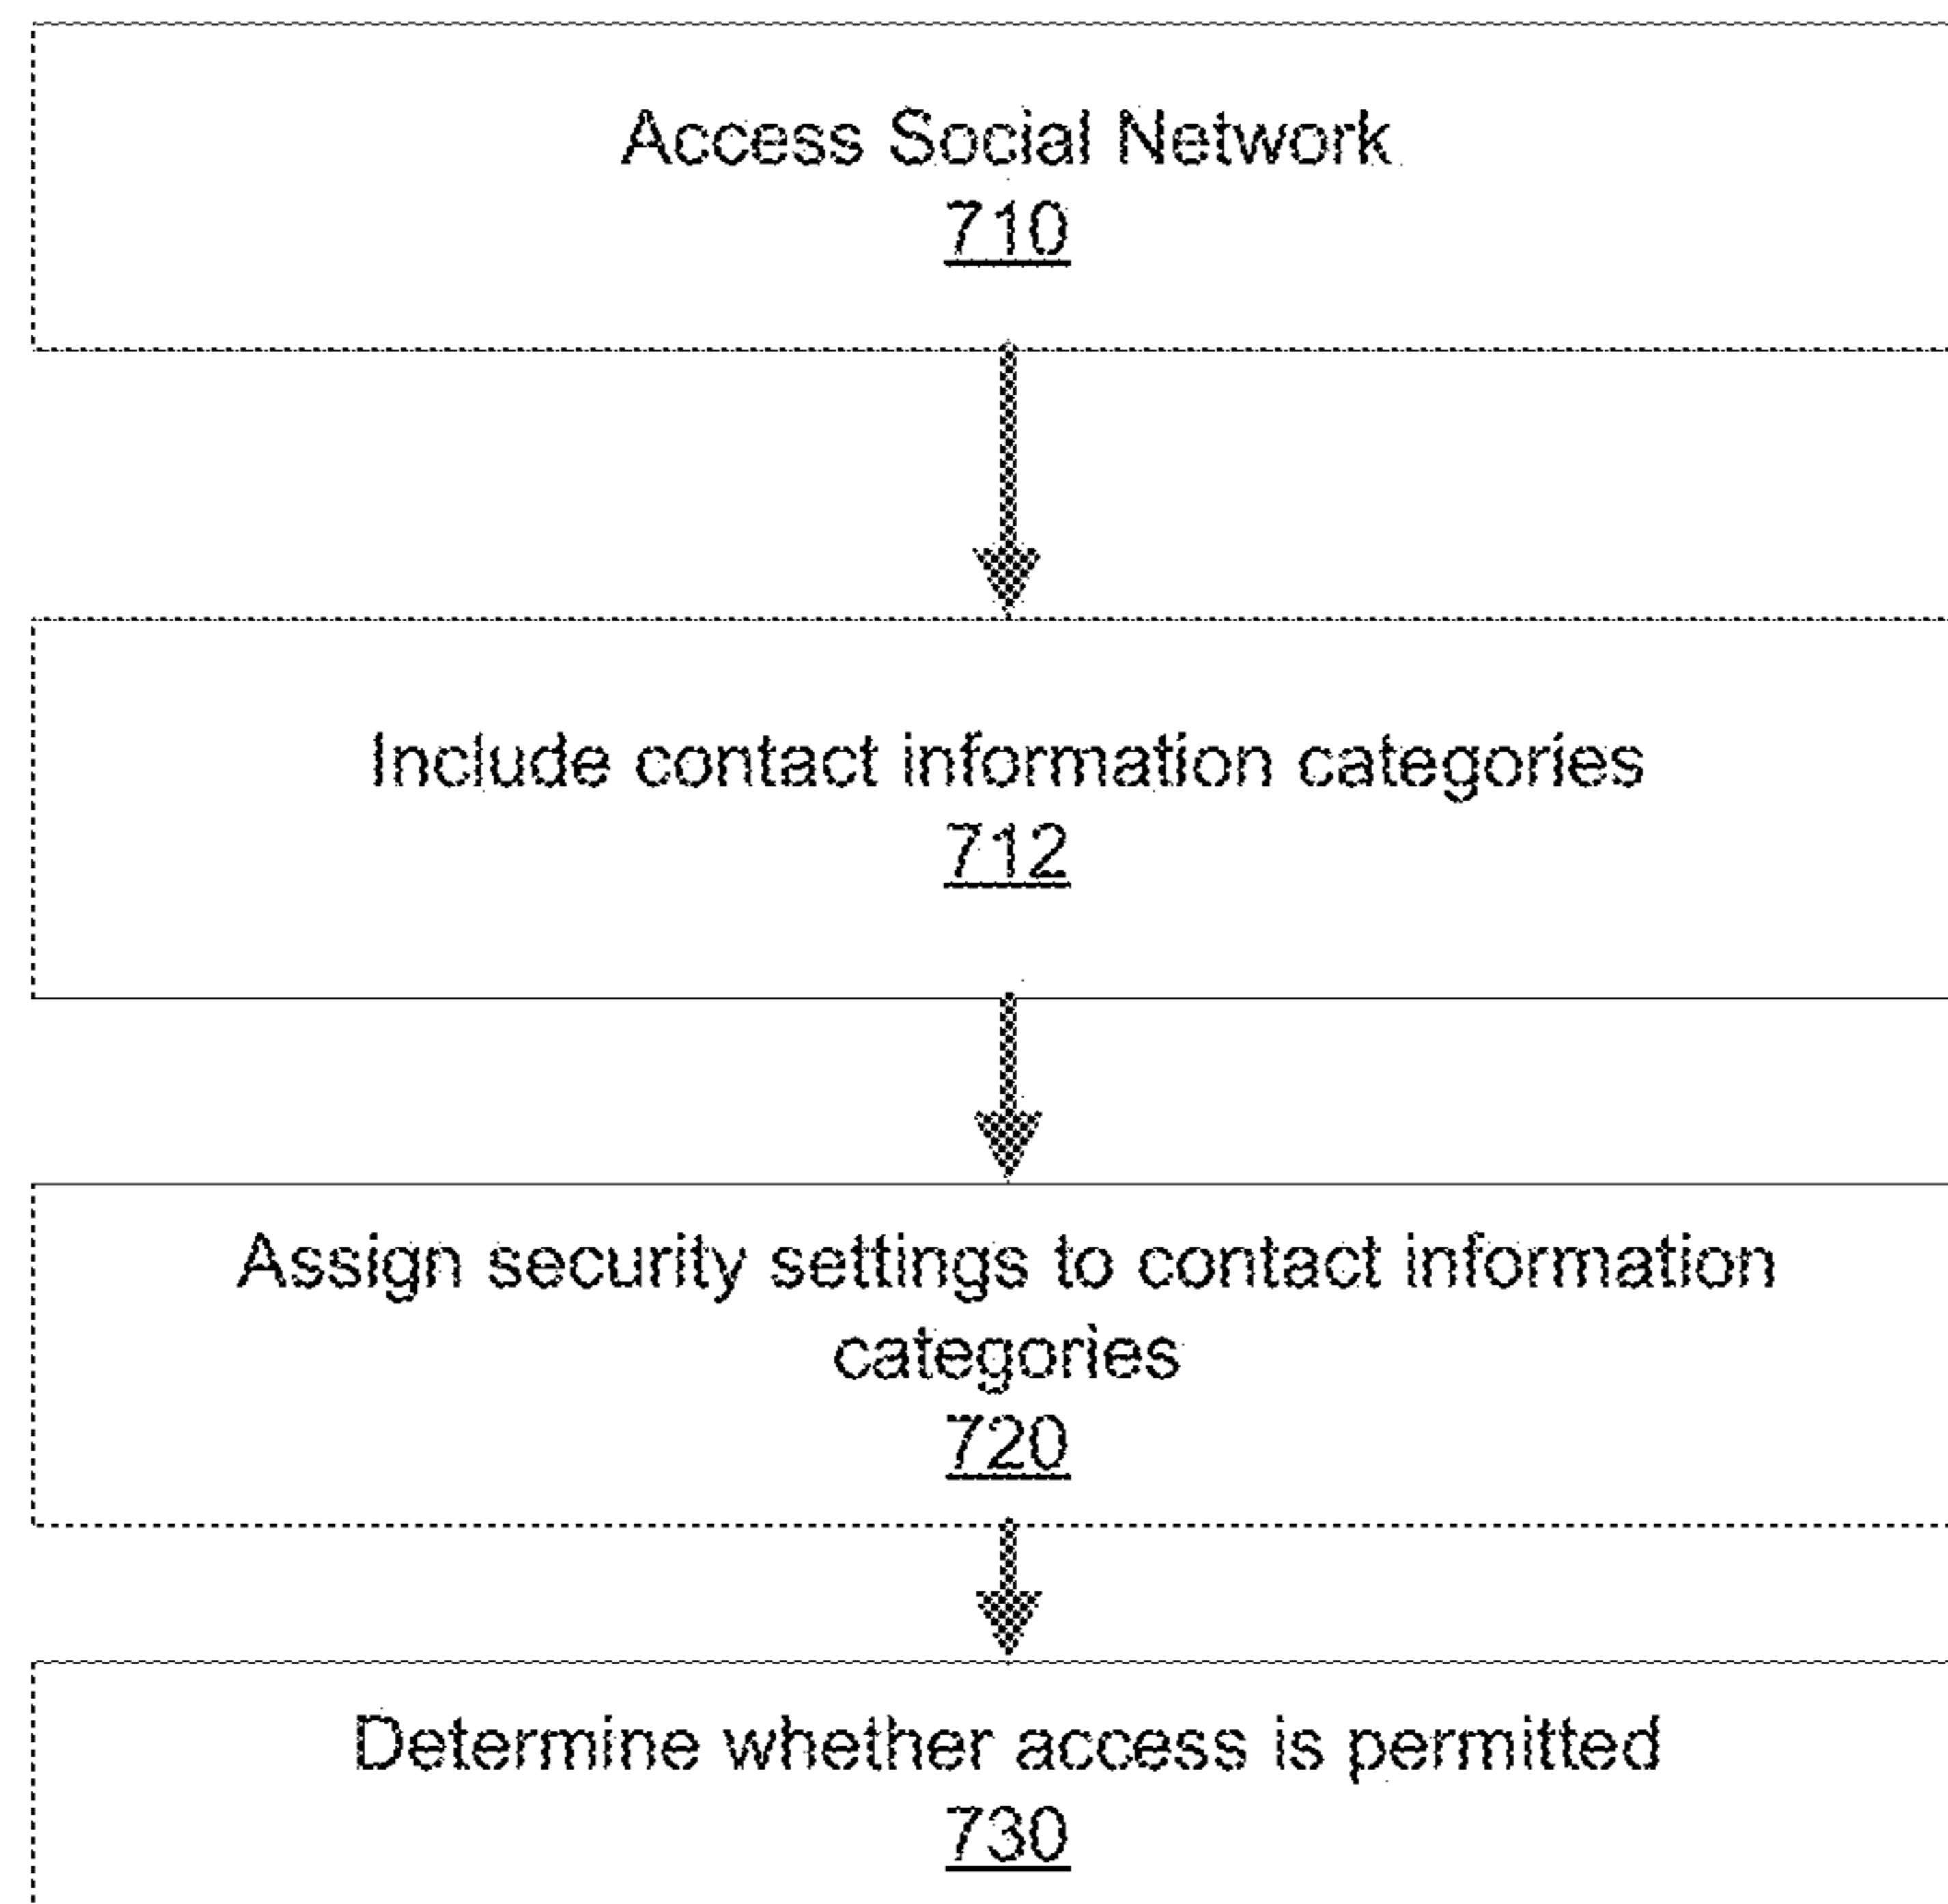 Access Social Network
710
Include contact information categories
712
Assign security settings to contact information
categories
720
Determine whether access is permitted
730